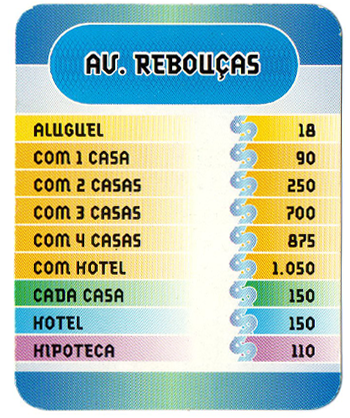 AV. REBOUÇAS
ALUGUEL $ 18
COM 1 CASA $ 90
COM 2 CASAS $ 250
COM 3 CASAS $ 700
COM 4 CASAS $ 875
COM HOTEL $ 1.050
CADA CASA $ 150
HOTEL $ 150
HIPOTECA $ 110